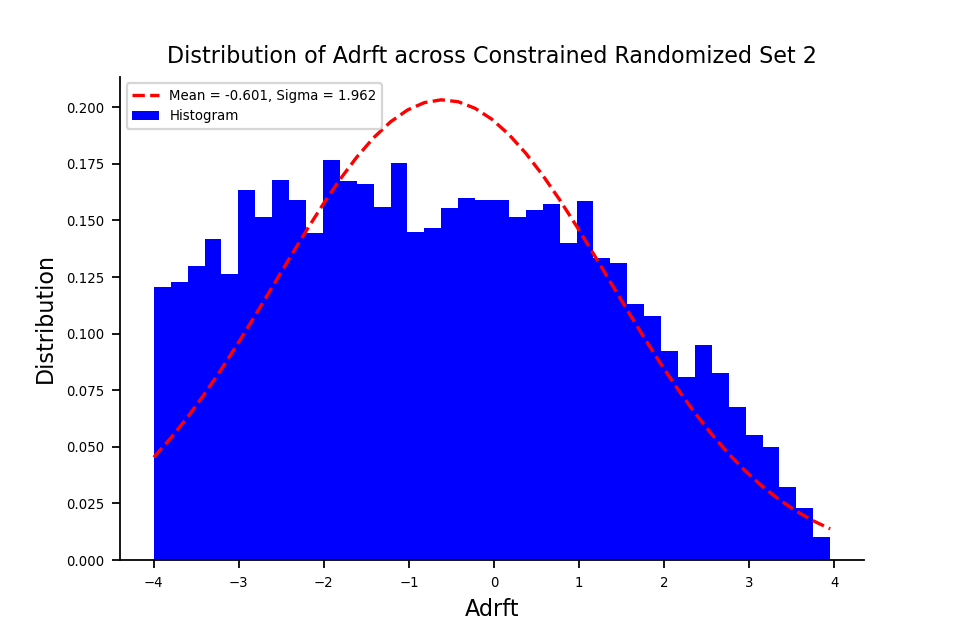 Distribution of Adrft across Constrained Randomized Set 2
Mean = -0.601, Sigma = 1.962
Histogram
0.200
0.175
0.150
0.125
0.100
0.075
0.050
0.025
0.000
Distribution
−4 −3 −2 −1 0 1 2 3 4
Adrft